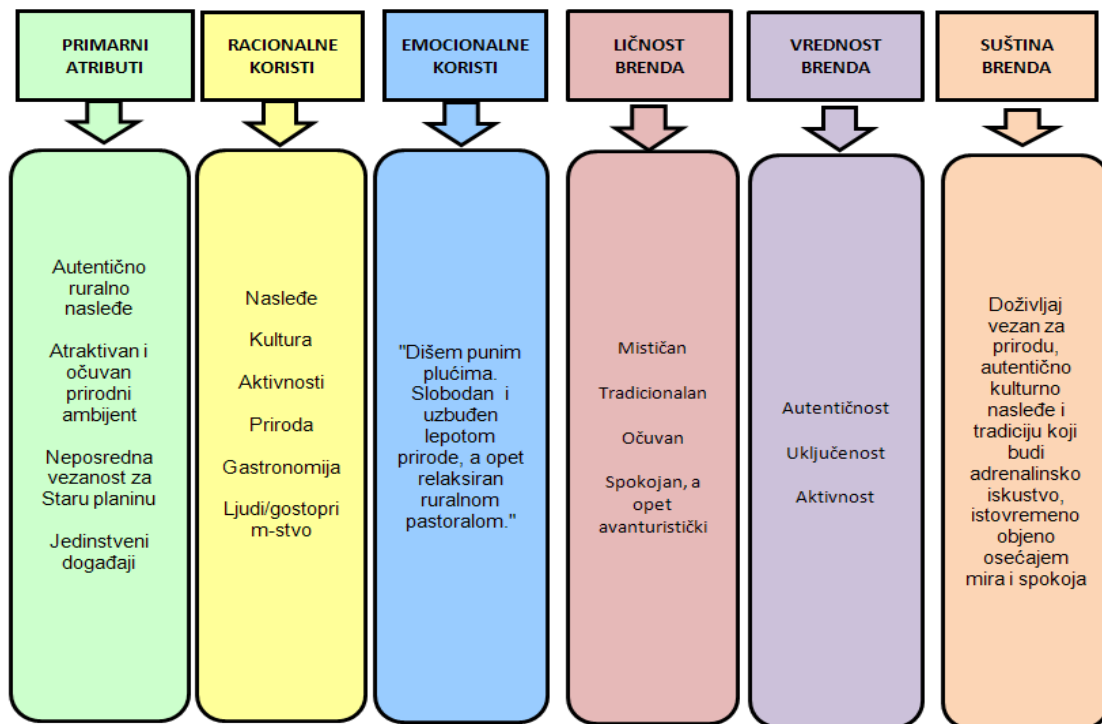 PRIMARNI
ATRIBUTI
RACIONALNE
KORISTI
EMOCIONALNE
KORISTI
LIČNOST
BRENDA
VREDNOST
BRENDA
SUŠTINA
BRENDA
Autentično
ruralno
nasleđe
Atraktivan i
očuvan
prirodni
ambijent
Neposredna
vezanost za
Staru planinu
Jedinstveni
događaji
Nasleđe
Kultura
Aktivnosti
Priroda
Gastronomija
Ljudi/gostopri
m-stvo
"Dišem punim
plućima.
Slobodan i
uzbuđen
lepotom
prirode, a opet
relaksiran
ruralnom
pastoralom."
Mističan
Tradicionalan
Očuvan
Spokojan, a
opet
avanturistički
Autentičnost
Uključenost
Aktivnost
Doživljaj
vezan za
prirodu,
autentično
kulturno
nasleđe i
tradiciju koji
budi
adrenalinsko
iskustvo,
istovremeno
objeno
osećajem
mira i spokoja